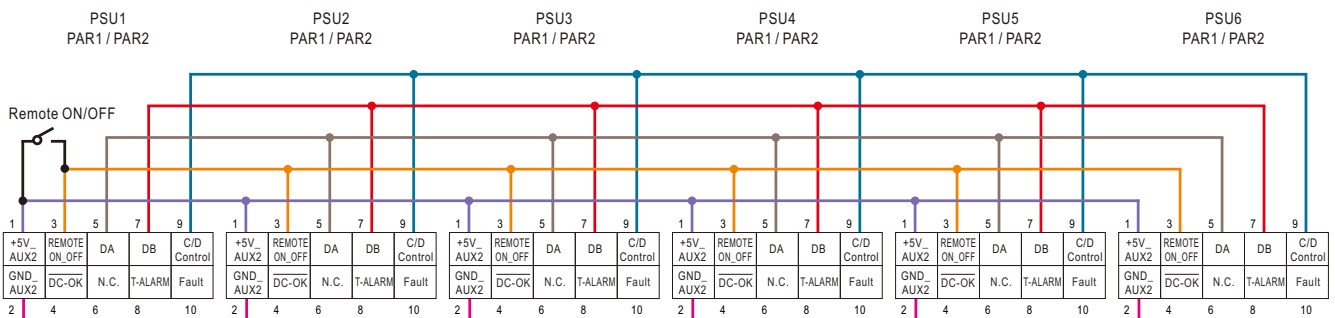 PSU1 PSU2 PSU3 PSU4 PSU5 PSU6
PAR1 / PAR2 PAR1 / PAR2 PAR1 / PAR2 PAR1 / PAR2 PAR1 / PAR2 PAR1 / PAR2
Remote ON/OFF
1 3 5 7 9 1 3 5 7 9 1 3 5 7 9 1 3 5 7 9 1 3 5 7 9 1 3 5 7 9
+5V_ REMOTE DA DB C/D +5V_ REMOTE DA DB C/D +5V_ REMOTE DA DB C/D +5V_ REMOTE DA DB C/D +5V_ REMOTE DA DB C/D +5V_ REMOTE DA DB C/D
AUX2 ON_OFF Control AUX2 ON_OFF Control AUX2 ON_OFF Control AUX2 ON_OFF Control AUX2 ON_OFF Control AUX2 ON_OFF Control
GND_ DC-OK N.C. T-ALARM Fault GND_ DC-OK N.C. T-ALARM Fault GND_ DC-OK N.C. T-ALARM Fault GND_ DC-OK N.C. T-ALARM Fault GND_ DC-OK N.C. T-ALARM Fault GND_ DC-OK N.C. T-ALARM Fault
AUX2 AUX2 AUX2 AUX2 AUX2 AUX2
2 4 6 8 10 2 4 6 8 10 2 4 6 8 10 2 4 6 8 10 2 4 6 8 10 2 4 6 8 10